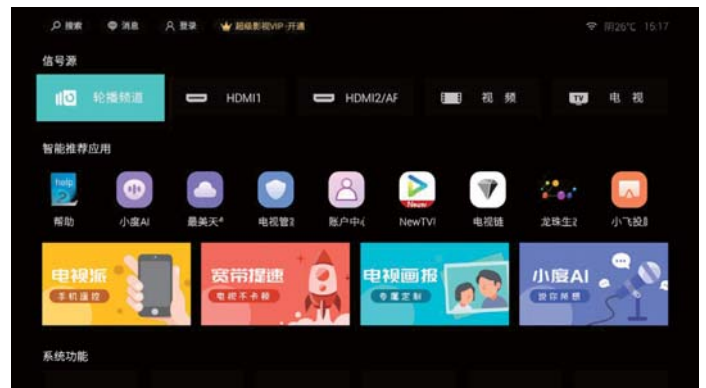 搜索 消息 登录 超级影视VIP·开通 阴26℃ 15:17
信号源
轮播频道 HDMI1 HDMI2/AF 视频 电视
智能推荐应用
help
帮助 小度AI 最美天 电视管 账户中 NewTV 电视链 龙珠生 小飞投
电视派 宽带提速 电视画报 小度AI
手机遥控 电视不卡顿 专属定制 说你所想
系统功能